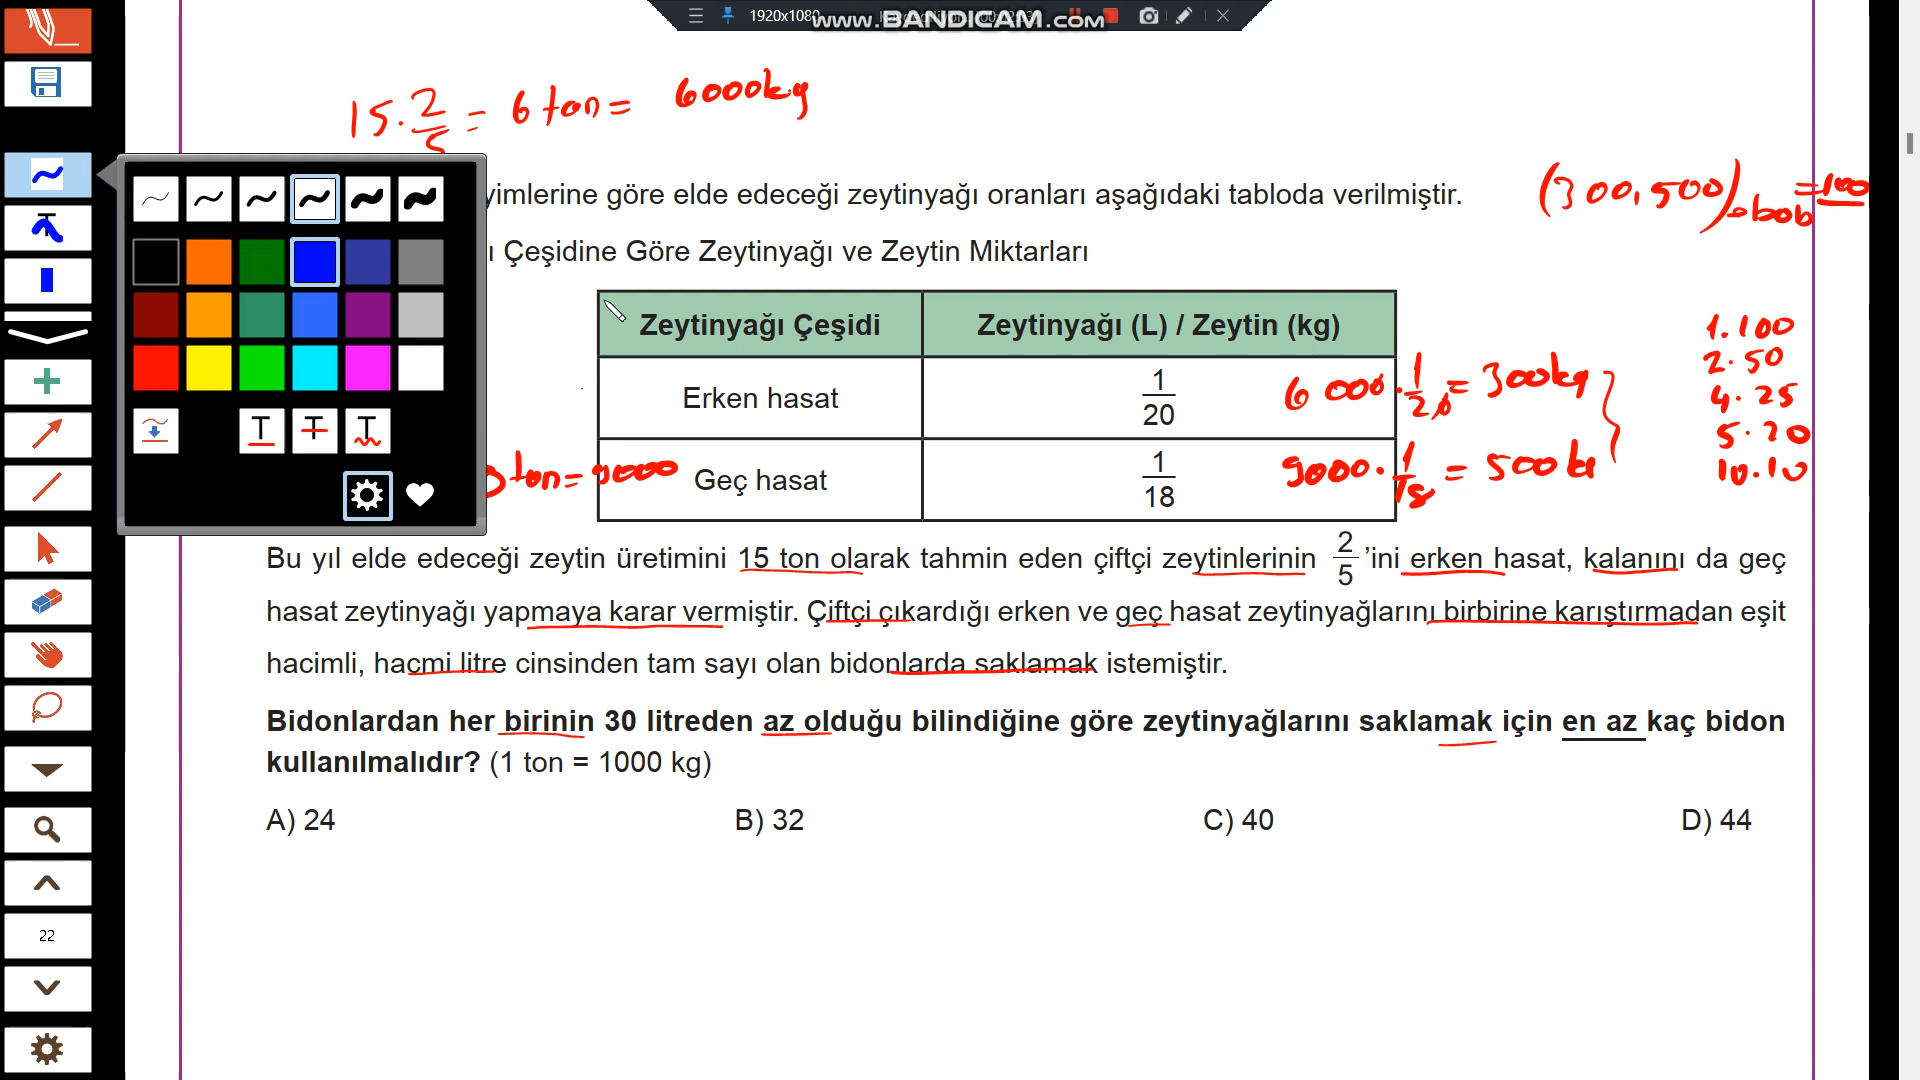 1920x1080
www.BANDICAM.com
15 . 2/5 = 6 ton = 6000kg
yimlerine göre elde edeceği zeytinyağı oranları aşağıdaki tabloda verilmiştir.
(300,500)ebob =100
ı Çeşidine Göre Zeytinyağı ve Zeytin Miktarları
Zeytinyağı Çeşidi Zeytinyağı (L) / Zeytin (kg)
Erken hasat 1/20 6000 . 1/20 = 300kg
ton = 9000 Geç hasat 1/18 9000 . 1/18 = 500
1.100
2.50
4.25
5.20
10.10
Bu yıl elde edeceği zeytin üretimini 15 ton olarak tahmin eden çiftçi zeytinlerinin 2/5 ’ini erken hasat, kalanını da geç
hasat zeytinyağı yapmaya karar vermiştir. Çiftçi çıkardığı erken ve geç hasat zeytinyağlarını birbirine karıştırmadan eşit
hacimli, hacmi litre cinsinden tam sayı olan bidonlarda saklamak istemiştir.
Bidonlardan her birinin 30 litreden az olduğu bilindiğine göre zeytinyağlarını saklamak için en az kaç bidon
kullanılmalıdır? (1 ton = 1000 kg)
A) 24 B) 32 C) 40 D) 44
22